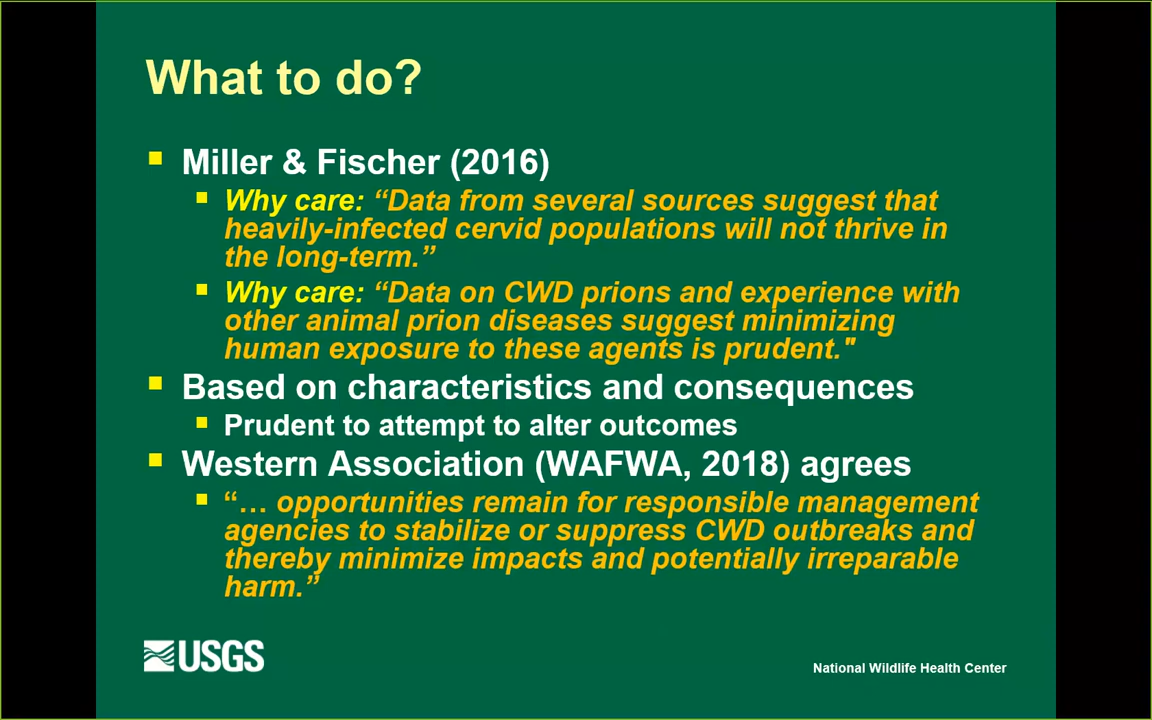 What to do?
Miller & Fischer (2016)
Why care: “Data from several sources suggest that
heavily-infected cervid populations will not thrive in
the long-term.”
Why care: “Data on CWD prions and experience with
other animal prion diseases suggest minimizing
human exposure to these agents is prudent."
Based on characteristics and consequences
Prudent to attempt to alter outcomes
Western Association (WAFWA, 2018) agrees
“… opportunities remain for responsible management
agencies to stabilize or suppress CWD outbreaks and
thereby minimize impacts and potentially irreparable
harm.”
USGS
National Wildlife Health Center